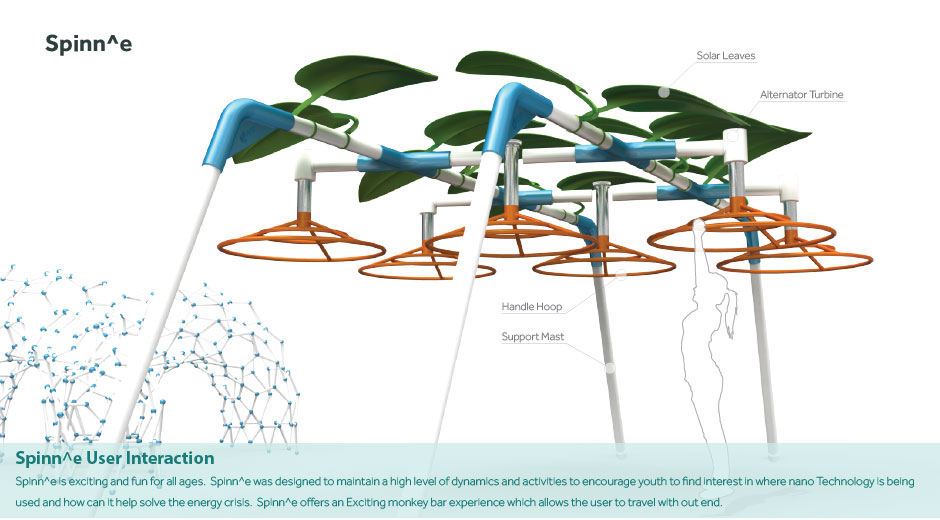 Spinn^e
Solar Leaves
Alternator Turbine
Handle Hoop
Support Mast
Spinn^e User Interaction
Spinn^e is exciting and fun for all ages. Spinn^e was designed to maintain a high level of dynamics and activities to encourage youth to find interest in where nano Technology is being
used and how can it help solve the energy crisis. Spinn^e offers an Exciting monkey bar experience which allows the user to travel with out end.